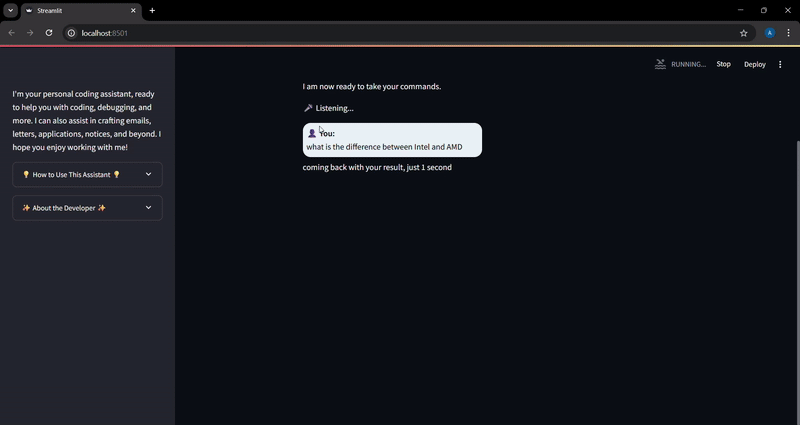 Streamlit
localhost:8501
A
RUNNING...
Stop
Deploy
I'm your personal coding assistant, ready
to help you with coding, debugging, and
more. I can also assist in crafting emails,
letters, applications, notices, and beyond. I
hope you enjoy working with me!
💡 How to Use This Assistant 💡
✨ About the Developer ✨
I am now ready to take your commands.
🎤 Listening...
👤 You:
what is the difference between Intel and AMD
coming back with your result, just 1 second